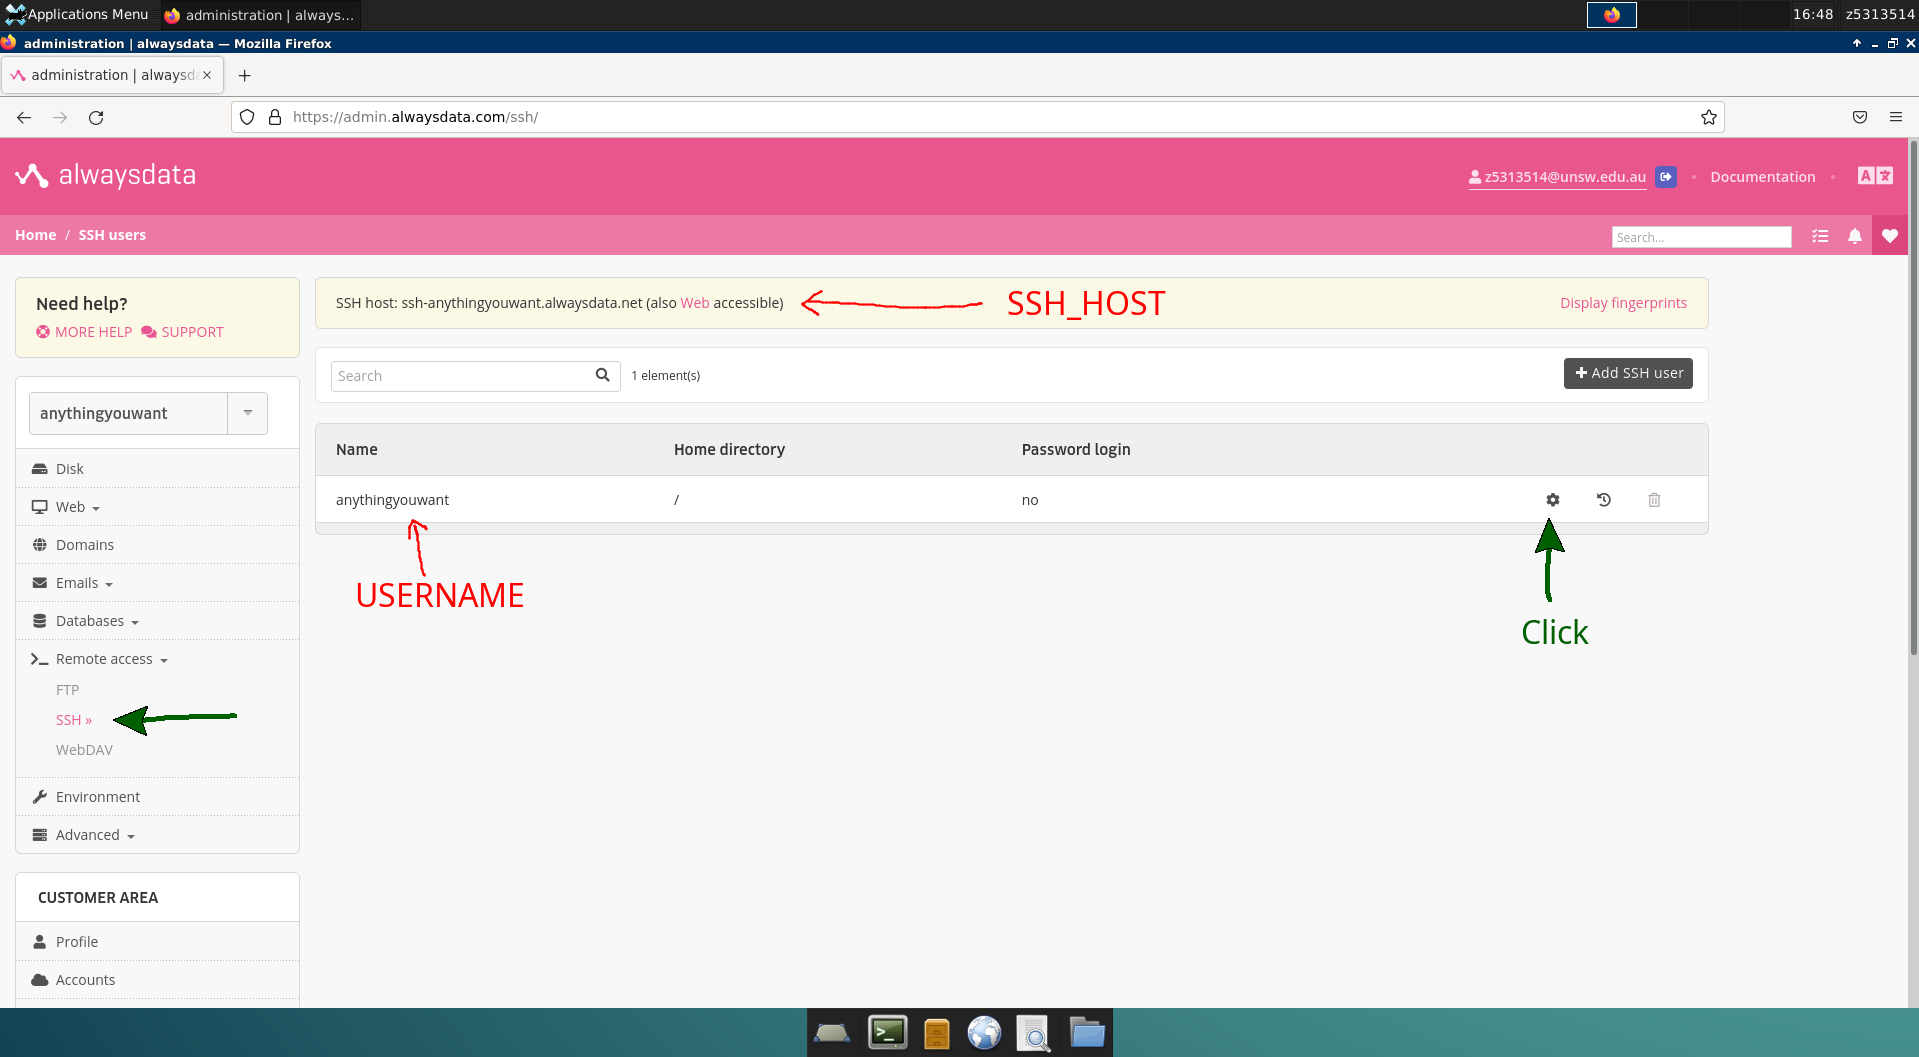 Applications Menu
administration | always...
16:48
z5313514
administration | alwaysdata — Mozilla Firefox
administration | alwaysda
https://admin.alwaysdata.com/ssh/
alwaysdata
z5313514@unsw.edu.au
Documentation
Home / SSH users
Search...
Need help?
MORE HELP SUPPORT
SSH host: ssh-anythingyouwant.alwaysdata.net (also Web accessible)
SSH_HOST
Display fingerprints
Search
1 element(s)
Add SSH user
anythingyouwant
Name Home directory Password login
anythingyouwant / no
USERNAME
Click
Disk
Web
Domains
Emails
Databases
Remote access
FTP
SSH »
WebDAV
Environment
Advanced
CUSTOMER AREA
Profile
Accounts